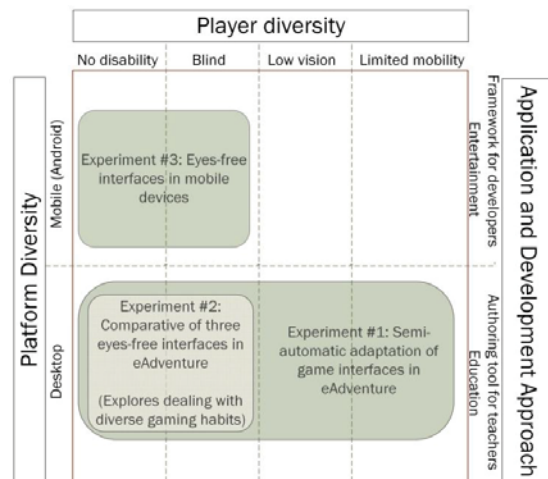 Player diversity
No disability
Blind
Low vision
Limited mobility
Platform Diversity
Mobile (Android)
Desktop
Experiment #3: Eyes-free
interfaces in mobile
devices
Experiment #2:
Comparative of three
eyes-free interfaces in
eAdventure
(Explores dealing with
diverse gaming habits)
Experiment #1: Semi-
automatic adaptation of
game interfaces in
eAdventure
Framework for developers
Entertainment
Authoring tool for teachers
Education
Application and Development Approach